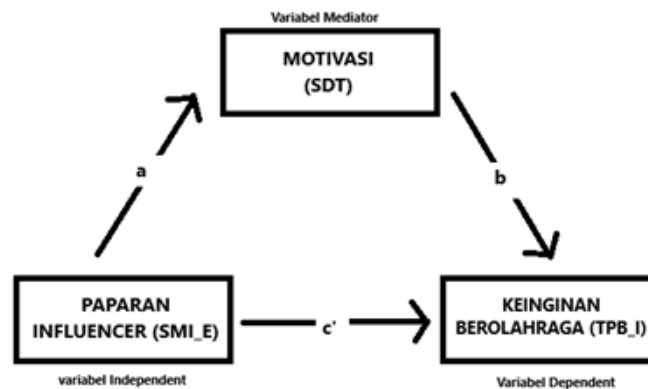 Variabel Mediator
MOTIVASI
(SDT)
a
b
PAPARAN
INFLUENCER (SMI_E)
c'
KEINGINAN
BEROLAHRAGA (TPB_I)
variabel Independent
Variabel Dependent